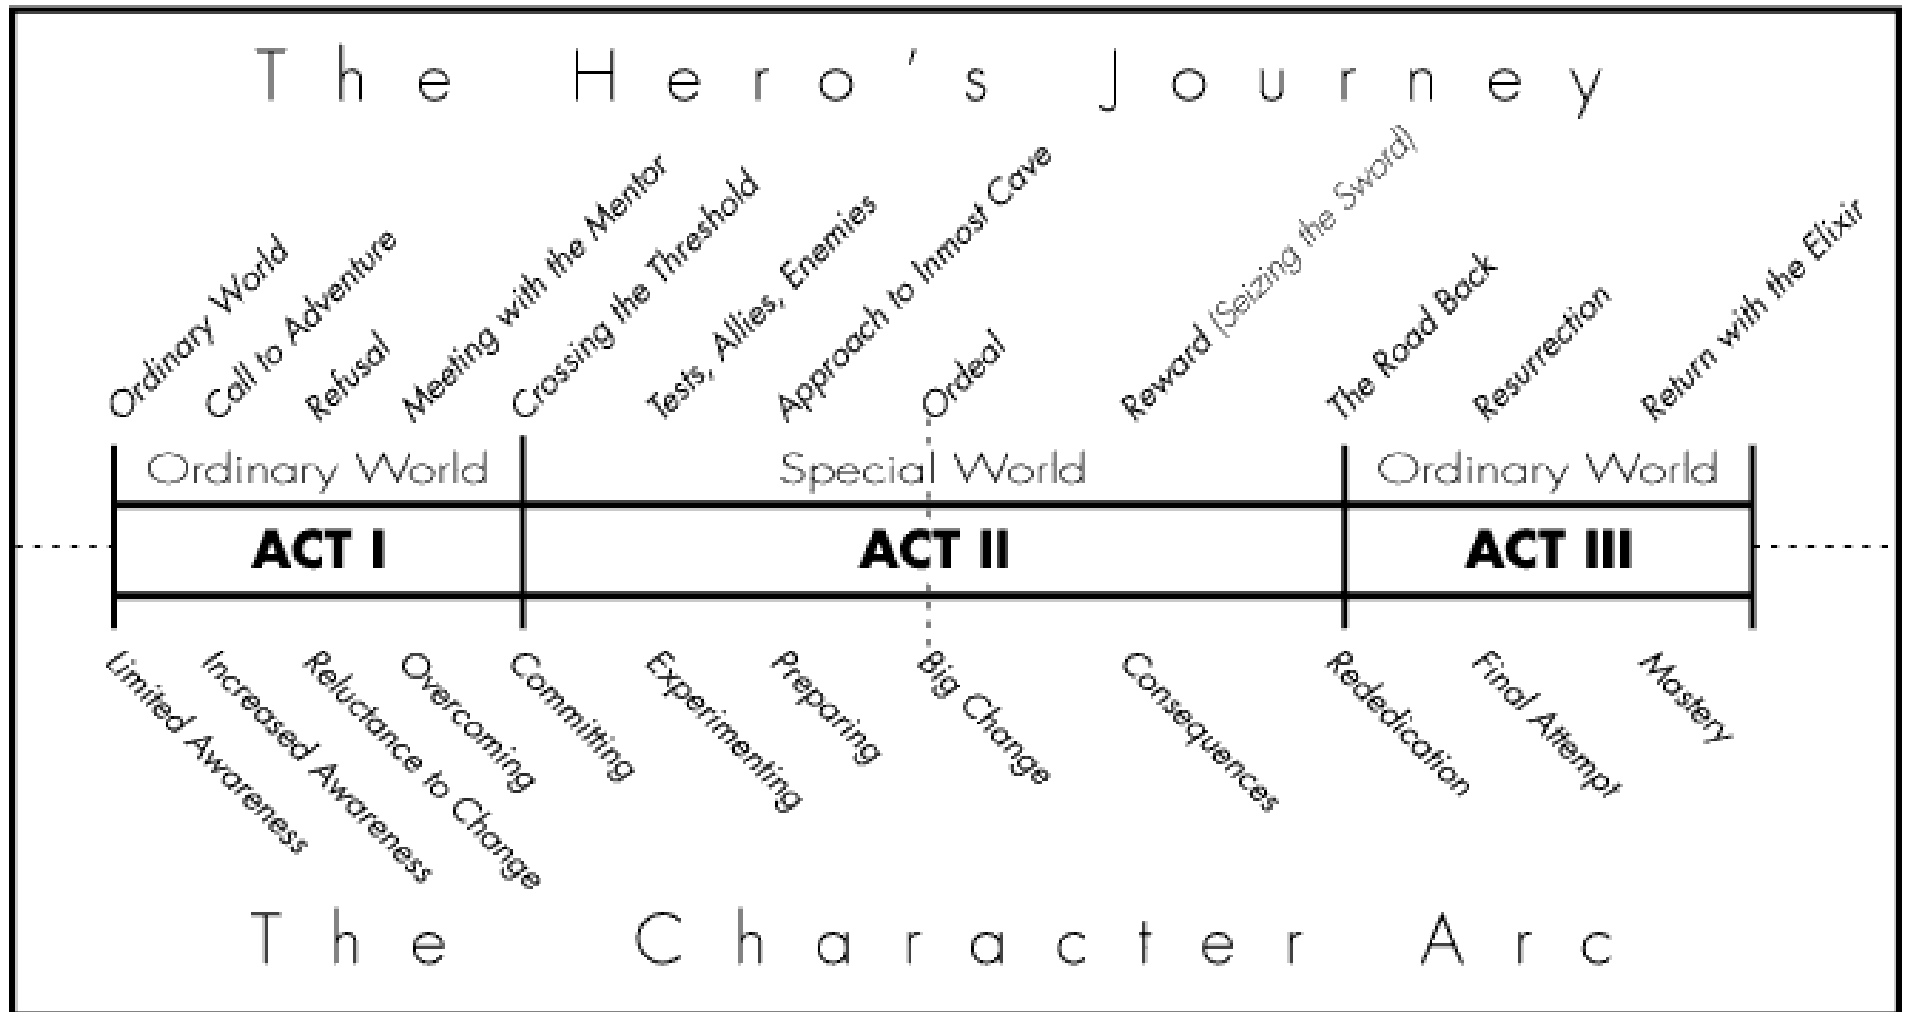 The Hero's Journey
Ordinary World
Call to Adventure
Refusal
Meeting with the Mentor
Crossing the Threshold
Tests, Allies, Enemies
Approach to Inmost Cave
Ordeal
Reward (Seizing the Sword)
The Road Back
Resurrection
Return with the Elixir
Ordinary World
Special World
Ordinary World
ACT I
ACT II
ACT III
Limited Awareness
Increased Awareness
Reluctance to Change
Overcoming
Committing
Experimenting
Preparing
Big Change
Consequences
Rededication
Final Attempt
Mastery
The Character Arc